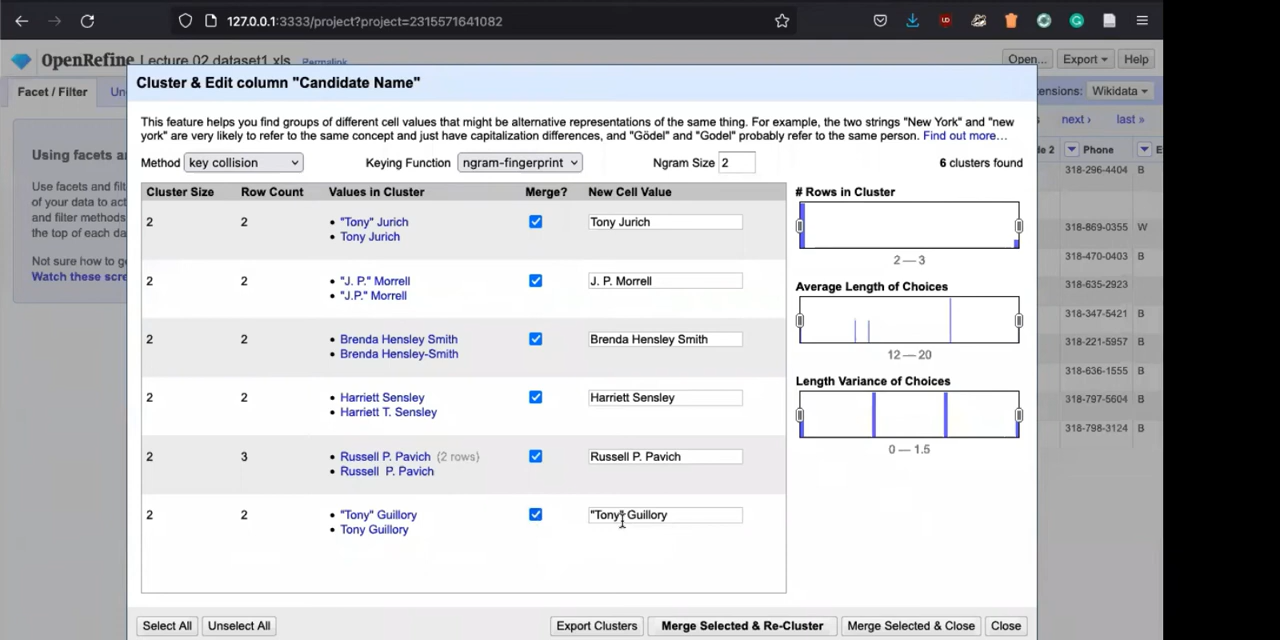 127.0.0.1:3333/project?project=2315571641082
OpenRefine Lecture 02 dataset1 xls Permalink
Open... Export Help
Facet / Filter Un
ensions: Wikidata
Cluster & Edit column "Candidate Name"
This feature helps you find groups of different cell values that might be alternative representations of the same thing. For example, the two strings "New York" and "new
york" are very likely to refer to the same concept and just have capitalization differences, and "Gödel" and "Godel" probably refer to the same person. Find out more...
Method key collision Keying Function ngram-fingerprint Ngram Size 2 6 clusters found
Cluster Size Row Count Values in Cluster Merge? New Cell Value
2 2 • "Tony" Jurich Tony Jurich
• Tony Jurich
2 2 • "J. P." Morrell J. P. Morrell
• "J.P." Morrell
2 2 • Brenda Hensley Smith Brenda Hensley Smith
• Brenda Hensley-Smith
2 2 • Harriett Sensley Harriett Sensley
• Harriett T. Sensley
2 3 • Russell P. Pavich (2 rows) Russell P. Pavich
• Russell  P. Pavich
2 2 • "Tony" Guillory "Tony" Guillory
• Tony Guillory
# Rows in Cluster
2 — 3
Average Length of Choices
12 — 20
Length Variance of Choices
0 — 1.5
Select All Unselect All Export Clusters Merge Selected & Re-Cluster Merge Selected & Close Close
Using facets an
Use facets and filt
of your data to act
and filter methods
the top of each da
Not sure how to g
Watch these scre
s next › last »
le 2 Phone E
318-296-4404 B
318-869-0355 W
318-470-0403 B
318-635-2923
318-347-5421 B
318-221-5957 B
318-636-1555 B
318-797-5604 B
318-798-3124 B